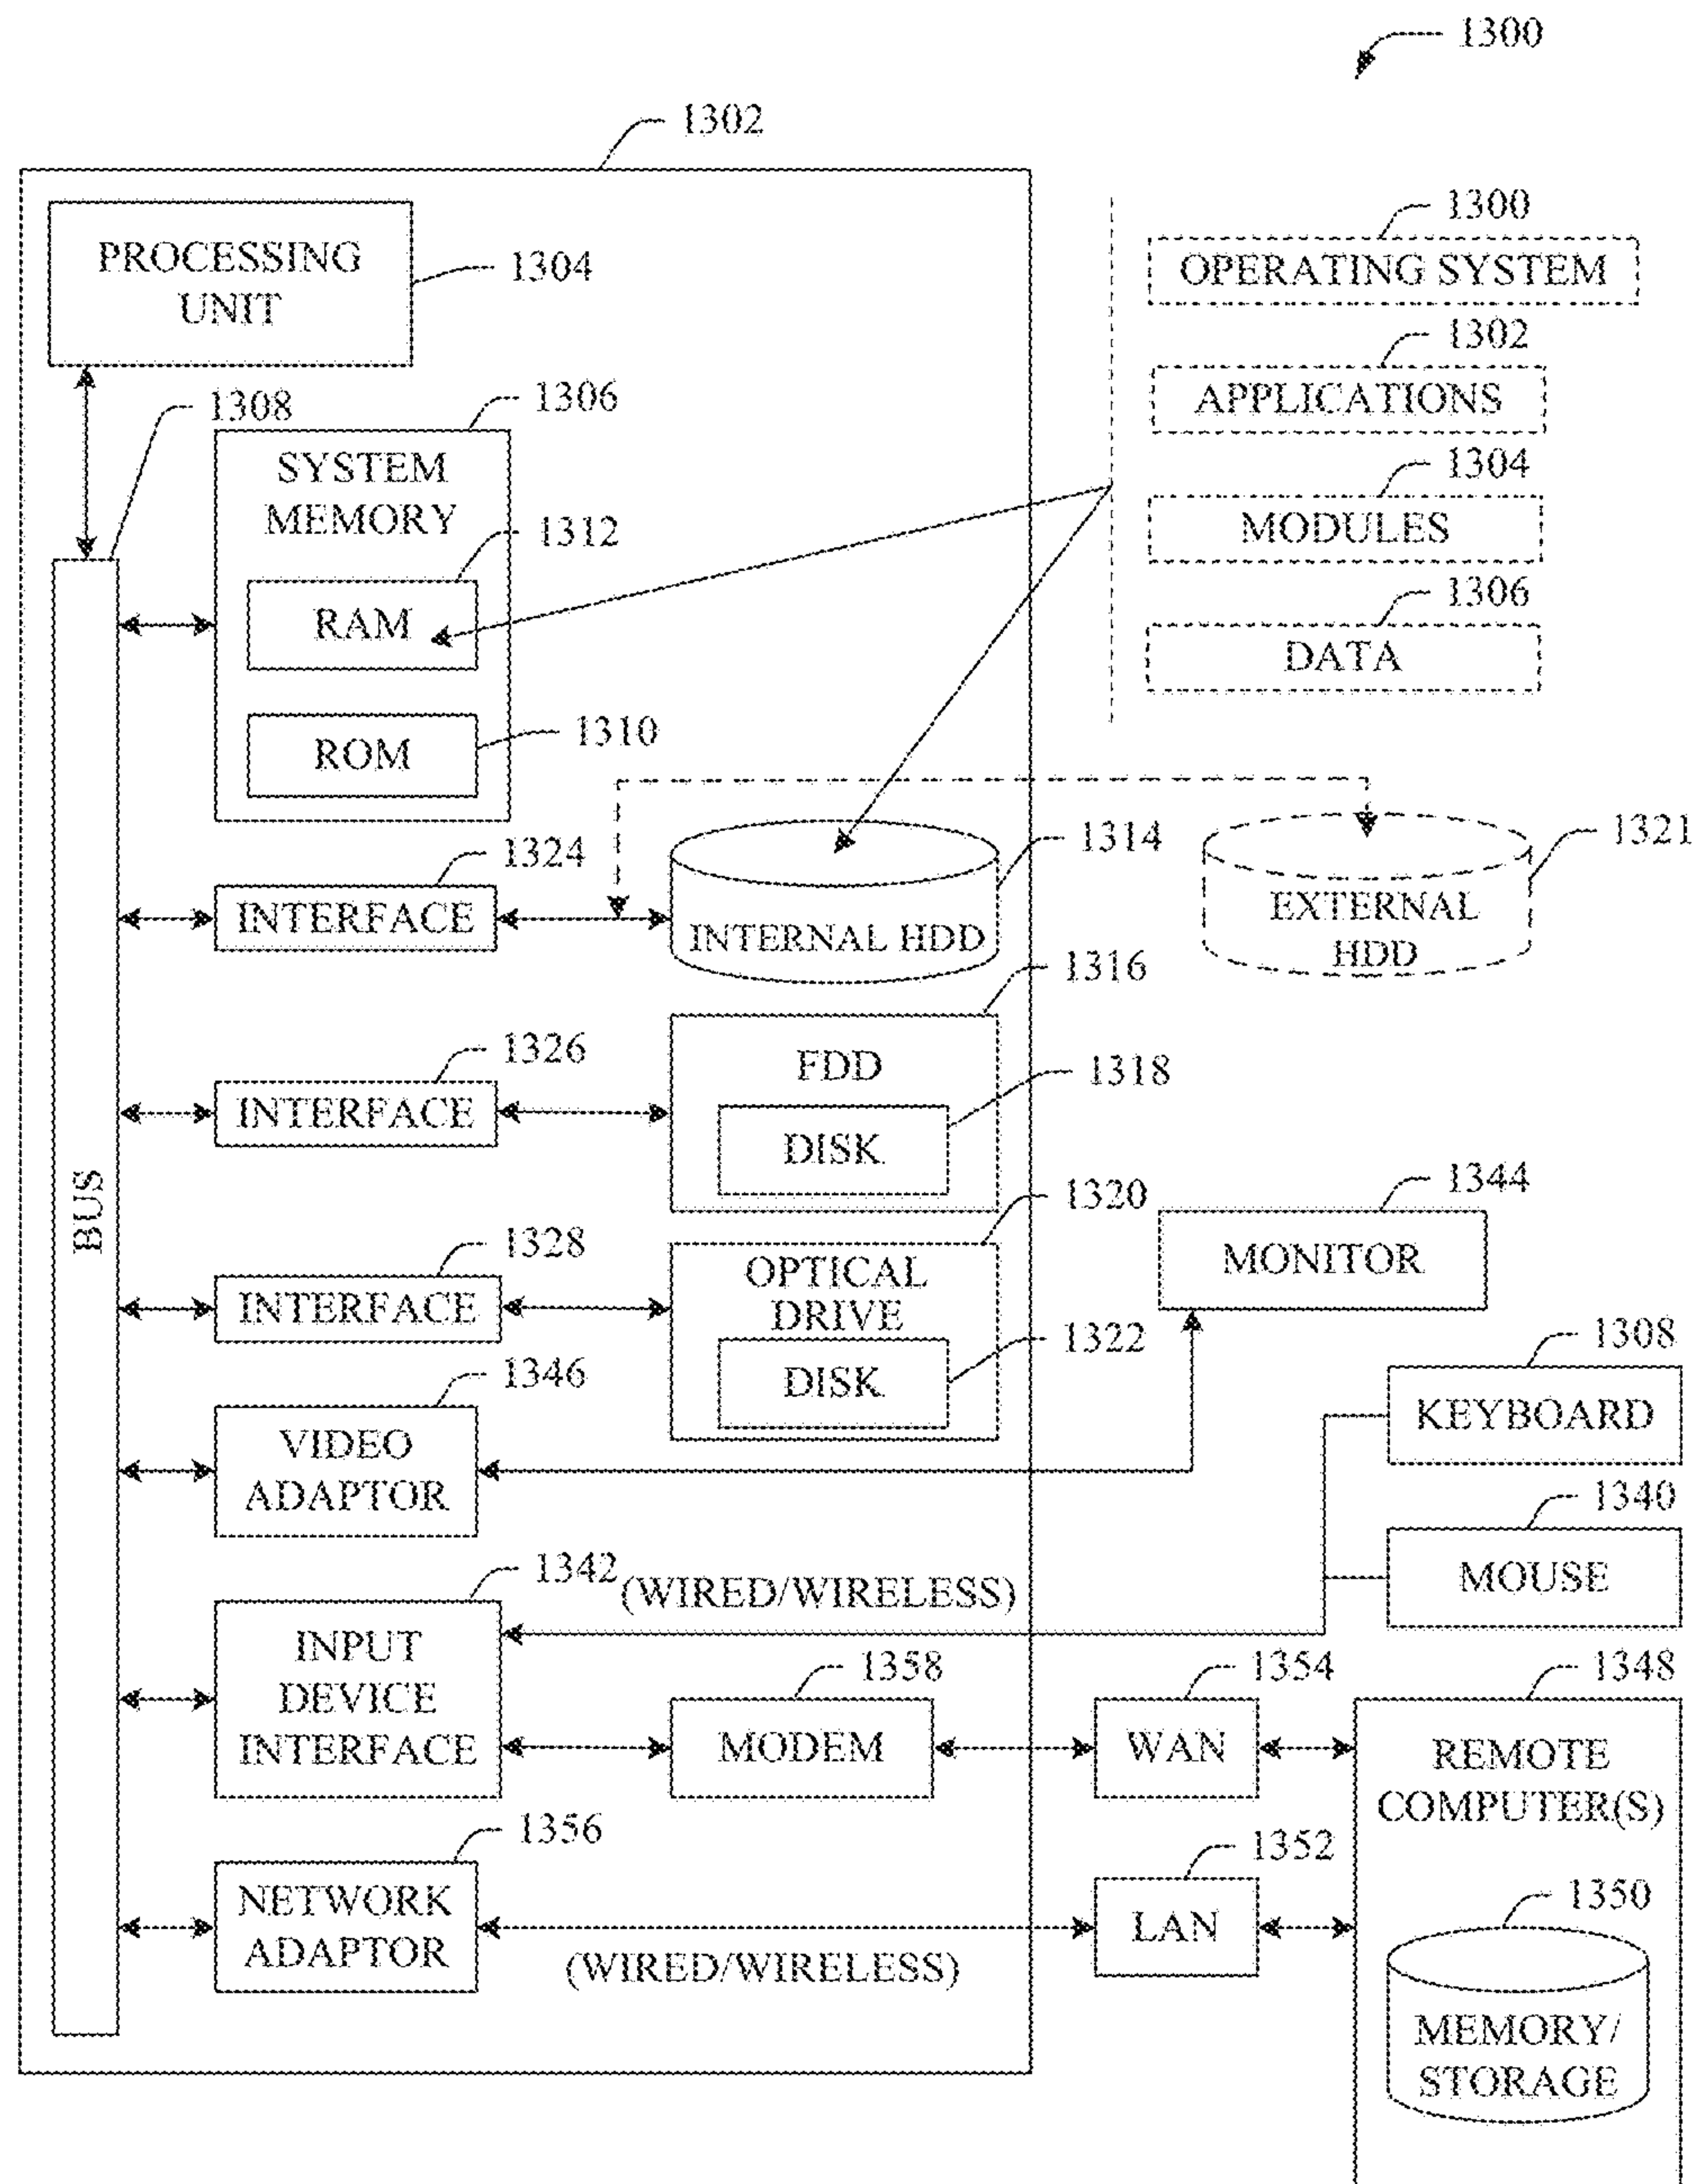 1300
1302
PROCESSING
UNIT
1304
1300
OPERATING SYSTEM
1302
APPLICATIONS
1304
MODULES
1306
DATA
1308
1306
SYSTEM
MEMORY
1312
RAM
1310
ROM
1324
INTERFACE
1314
INTERNAL HDD
1321
EXTERNAL
HDD
1326
INTERFACE
1316
FDD
1318
DISK
BUS
1328
INTERFACE
1320
OPTICAL
DRIVE
1322
DISK
1344
MONITOR
1346
VIDEO
ADAPTOR
1308
KEYBOARD
1340
MOUSE
1342
(WIRED/WIRELESS)
INPUT
DEVICE
INTERFACE
1358
MODEM
1354
WAN
1348
REMOTE
COMPUTER(S)
1356
NETWORK
ADAPTOR
(WIRED/WIRELESS)
1352
LAN
1350
MEMORY/
STORAGE